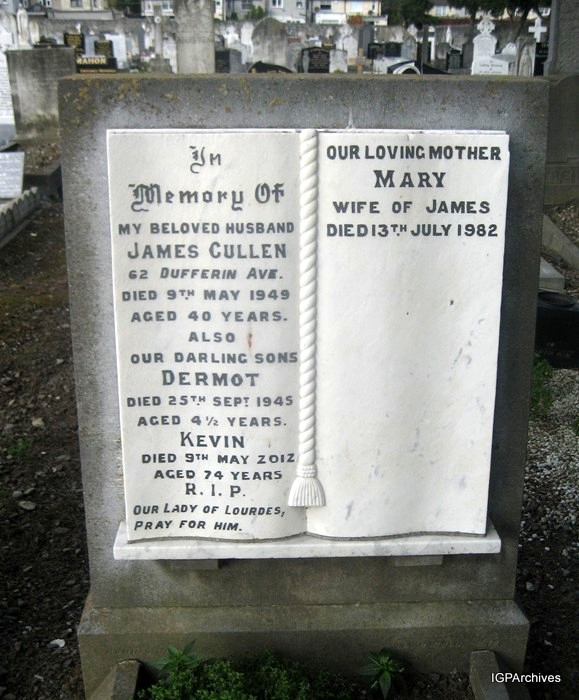 In
Memory Of
MY BELOVED HUSBAND
JAMES CULLEN
62 DUFFERIN AVE.
DIED 9TH MAY 1949
AGED 40 YEARS.
ALSO
OUR DARLING SONS
DERMOT
DIED 25TH SEPT 1945
AGED 4½ YEARS.
KEVIN
DIED 9TH MAY 2012
AGED 74 YEARS
R.I.P.
OUR LADY OF LOURDES,
PRAY FOR HIM.
OUR LOVING MOTHER
MARY
WIFE OF JAMES
DIED 13TH JULY 1982
MAHON
IGPArchives